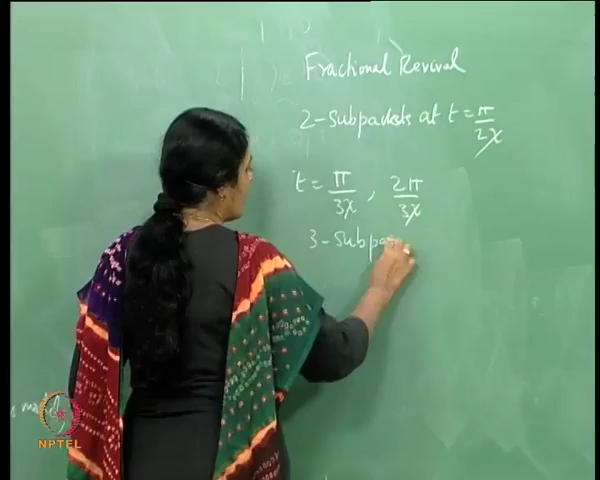 Fractional Revival
2-Subpackets at t = π/2χ
t = π/3χ , 2π/3χ
3-Subpa
NPTEL